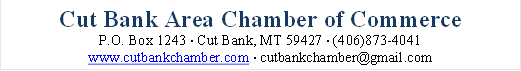 Cut Bank Area Chamber of Commerce
P.O. Box 1243 · Cut Bank, MT 59427 · (406)873-4041
www.cutbankchamber.com · cutbankchamber@gmail.com